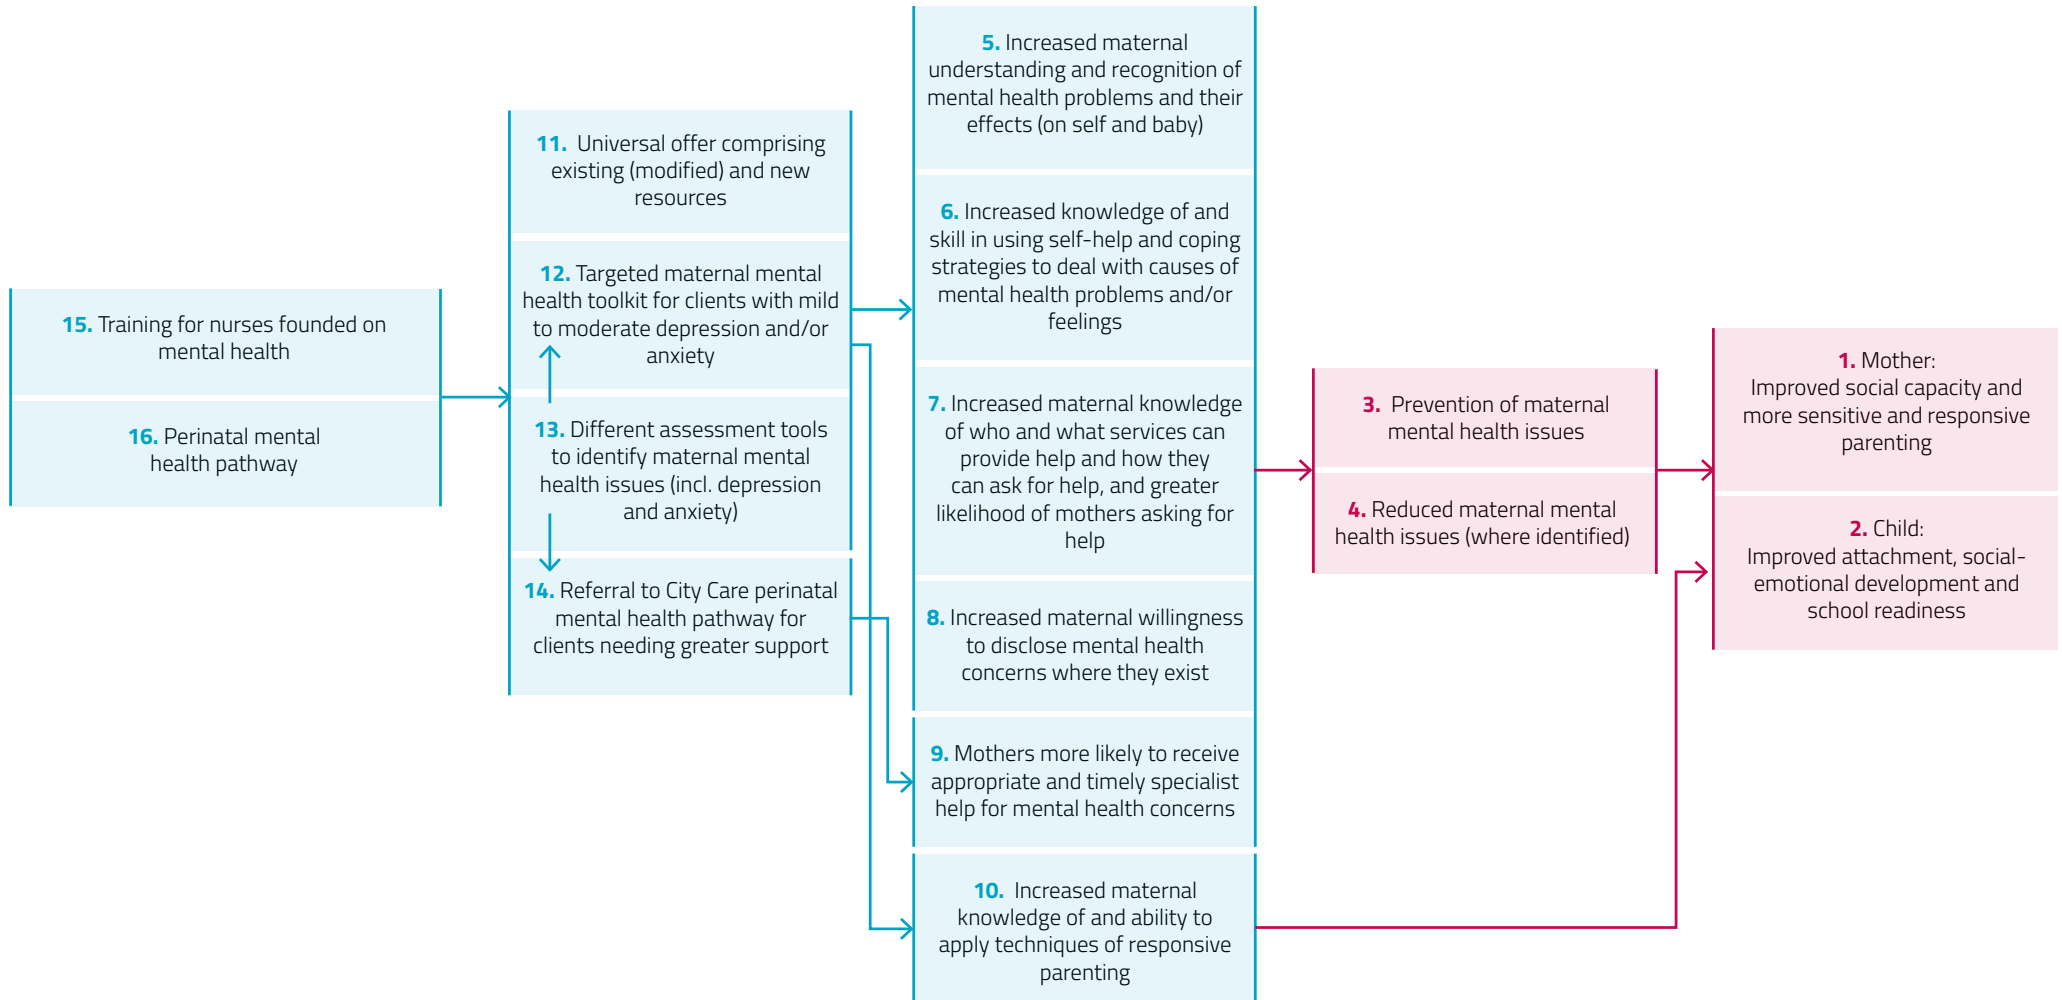 15. Training for nurses founded on
mental health
16. Perinatal mental
health pathway
11. Universal offer comprising
existing (modified) and new
resources
12. Targeted maternal mental
health toolkit for clients with mild
to moderate depression and/or
anxiety
13. Different assessment tools
to identify maternal mental
health issues (incl. depression
and anxiety)
14. Referral to City Care perinatal
mental health pathway for
clients needing greater support
5. Increased maternal
understanding and recognition of
mental health problems and their
effects (on self and baby)
6. Increased knowledge of and
skill in using self-help and coping
strategies to deal with causes of
mental health problems and/or
feelings
7. Increased maternal knowledge
of who and what services can
provide help and how they
can ask for help, and greater
likelihood of mothers asking for
help
8. Increased maternal willingness
to disclose mental health
concerns where they exist
9. Mothers more likely to receive
appropriate and timely specialist
help for mental health concerns
10. Increased maternal
knowledge of and ability to
apply techniques of responsive
parenting
3. Prevention of maternal
mental health issues
4. Reduced maternal mental
health issues (where identified)
1. Mother:
Improved social capacity and
more sensitive and responsive
parenting
2. Child:
Improved attachment, social-
emotional development and
school readiness